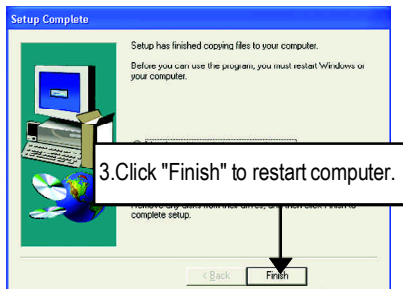 Setup Complete
Setup has finished copying files to your computer.
Before you can use the program, you must restart Windows or
your computer.
3.Click "Finish" to restart computer.
Remove any disks from their drives, and then click Finish to
complete setup.
< Back
Finish